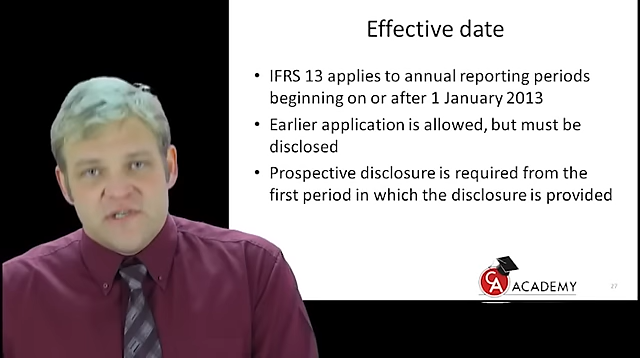 Effective date
• IFRS 13 applies to annual reporting periods
beginning on or after 1 January 2013
• Earlier application is allowed, but must be
disclosed
• Prospective disclosure is required from the
first period in which the disclosure is provided
CA ACADEMY
27